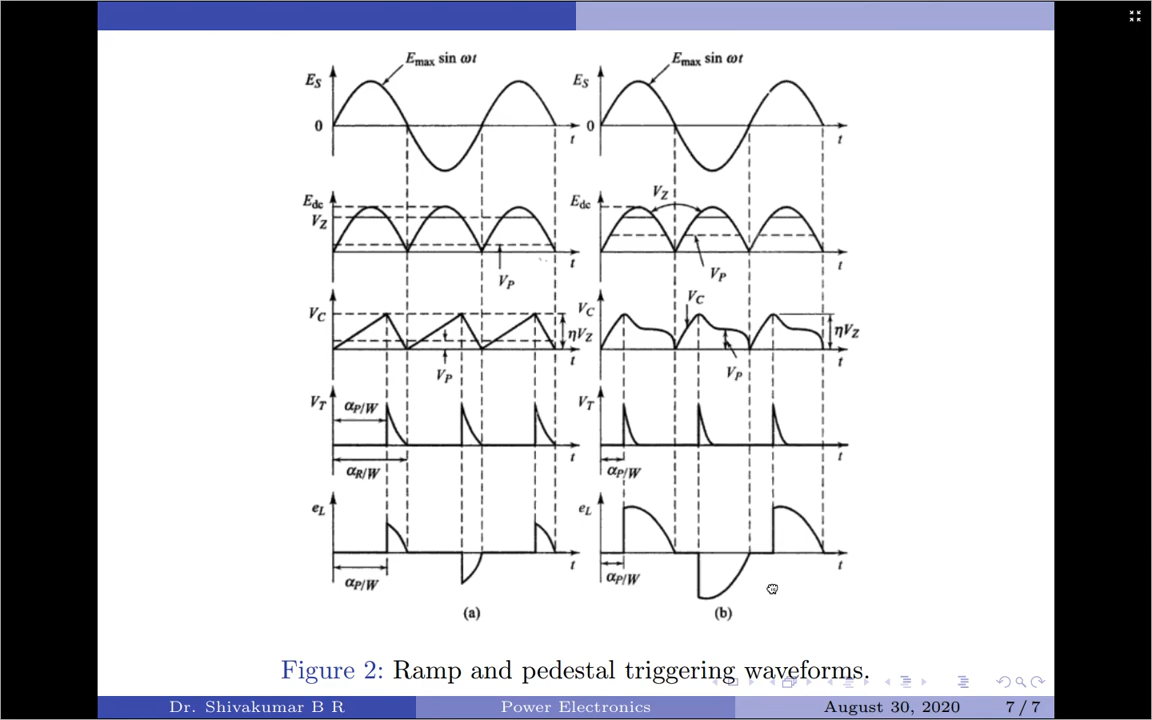 E_max sin ωt E_max sin ωt
E_S E_S
0 0
t t
E_dc V_Z E_dc
V_Z
t t
V_P V_P
V_C V_C V_C
ηV_Z ηV_Z
t t
V_P V_P
V_T α_P/W V_T
t t
α_R/W α_P/W
e_L e_L
t t
α_P/W α_P/W
(a) (b)
Figure 2: Ramp and pedestal triggering waveforms.
Dr. Shivakumar B R Power Electronics August 30, 2020 7 / 7